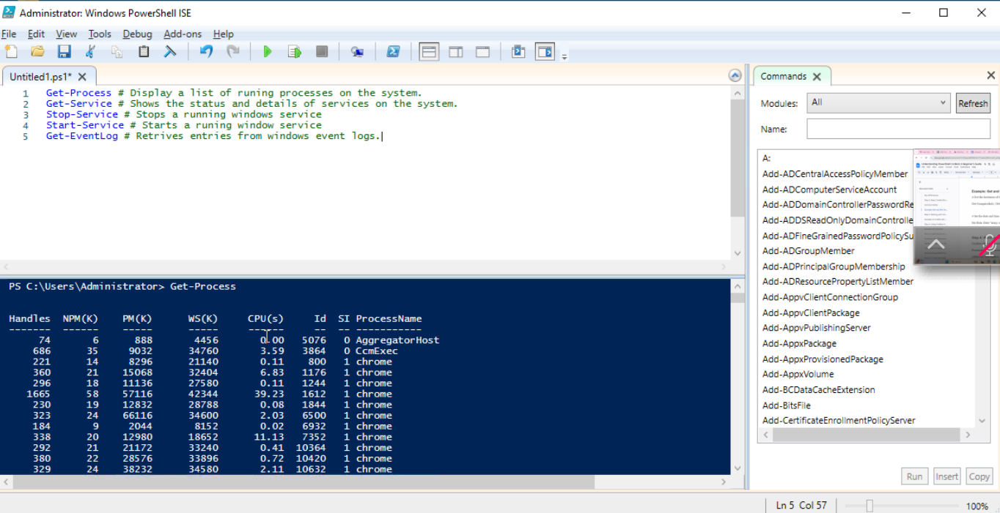 Administrator: Windows PowerShell ISE
File Edit View Tools Debug Add-ons Help
Untitled1.ps1* X
1 Get-Process # Display a list of runing processes on the system.
2 Get-Service # Shows the status and details of services on the system.
3 Stop-Service # Stops a running windows service
4 Start-Service # Starts a runing window service
5 Get-EventLog # Retrives entries from windows event logs.
PS C:\Users\Administrator> Get-Process
Handles NPM(K) PM(K) WS(K) CPU(s) Id SI ProcessName
------- ------ ----- ----- ------ -- -- -----------
74 6 888 4456 0.00 5076 0 AggregatorHost
686 35 9032 34760 3.59 3864 0 CcmExec
221 14 8296 21140 0.11 800 1 chrome
360 21 15068 32404 6.83 1176 1 chrome
296 18 11136 27580 0.11 1244 1 chrome
1665 58 57116 42344 39.23 1612 1 chrome
230 19 12832 28788 0.08 1844 1 chrome
323 24 66116 34600 2.03 6500 1 chrome
184 9 2044 8152 0.02 6932 1 chrome
338 20 12980 18652 11.13 7352 1 chrome
292 21 21172 33240 0.41 10364 1 chrome
380 22 28576 33896 0.72 10420 1 chrome
329 24 38232 34580 2.11 10632 1 chrome
Commands X
Modules: All Refresh
Name:
A:
Add-ADCentralAccessPolicyMember
Add-ADComputerServiceAccount
Add-ADDomainControllerPasswordRe
Add-ADDSReadOnlyDomainControlle
Add-ADFineGrainedPasswordPolicySu
Add-ADGroupMember
Add-ADPrincipalGroupMembership
Add-ADResourcePropertyListMember
Add-AppvClientConnectionGroup
Add-AppvClientPackage
Add-AppvPublishingServer
Add-AppxPackage
Add-AppxProvisionedPackage
Add-AppxVolume
Add-BCDataCacheExtension
Add-BitsFile
Add-CertificateEnrollmentPolicyServer
Run Insert Copy
Ln 5 Col 57 100%